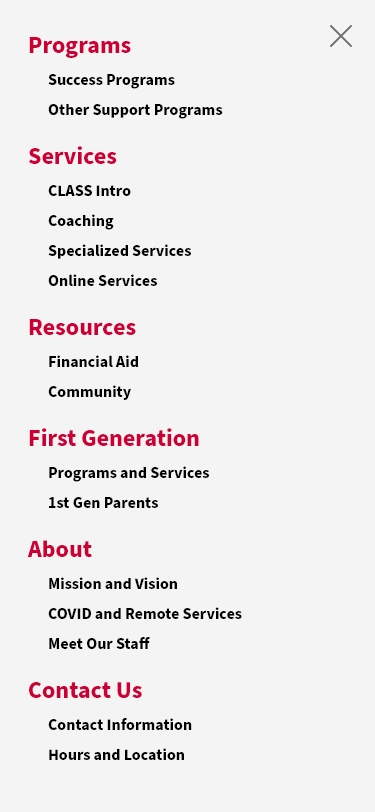 Programs
Success Programs
Other Support Programs
Services
CLASS Intro
Coaching
Specialized Services
Online Services
Resources
Financial Aid
Community
First Generation
Programs and Services
1st Gen Parents
About
Mission and Vision
COVID and Remote Services
Meet Our Staff
Contact Us
Contact Information
Hours and Location